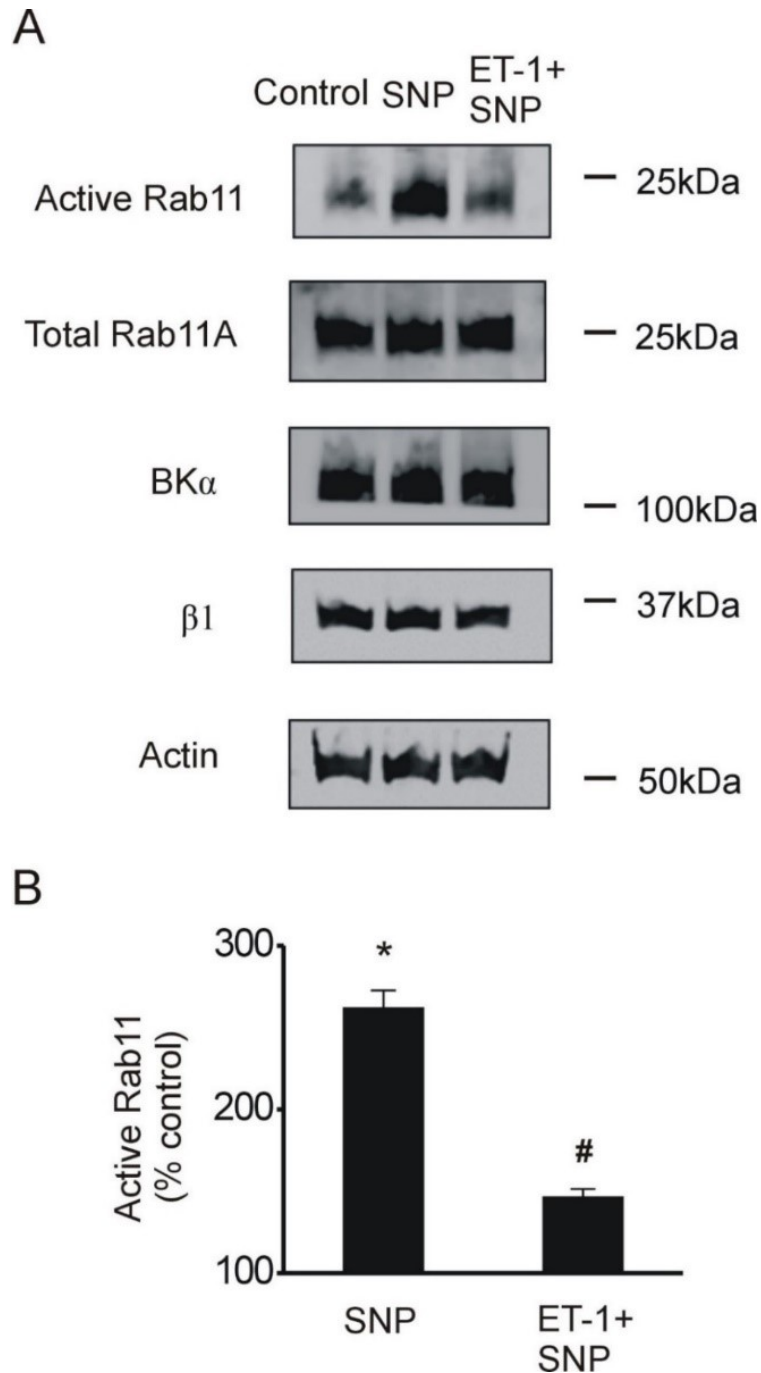 A
Control SNP ET-1+
SNP
Active Rab11 25kDa
Total Rab11A 25kDa
BKα 100kDa
β1 37kDa
Actin 50kDa
B
Active Rab11
(% control)
300
200
100
*
#
SNP ET-1+
SNP